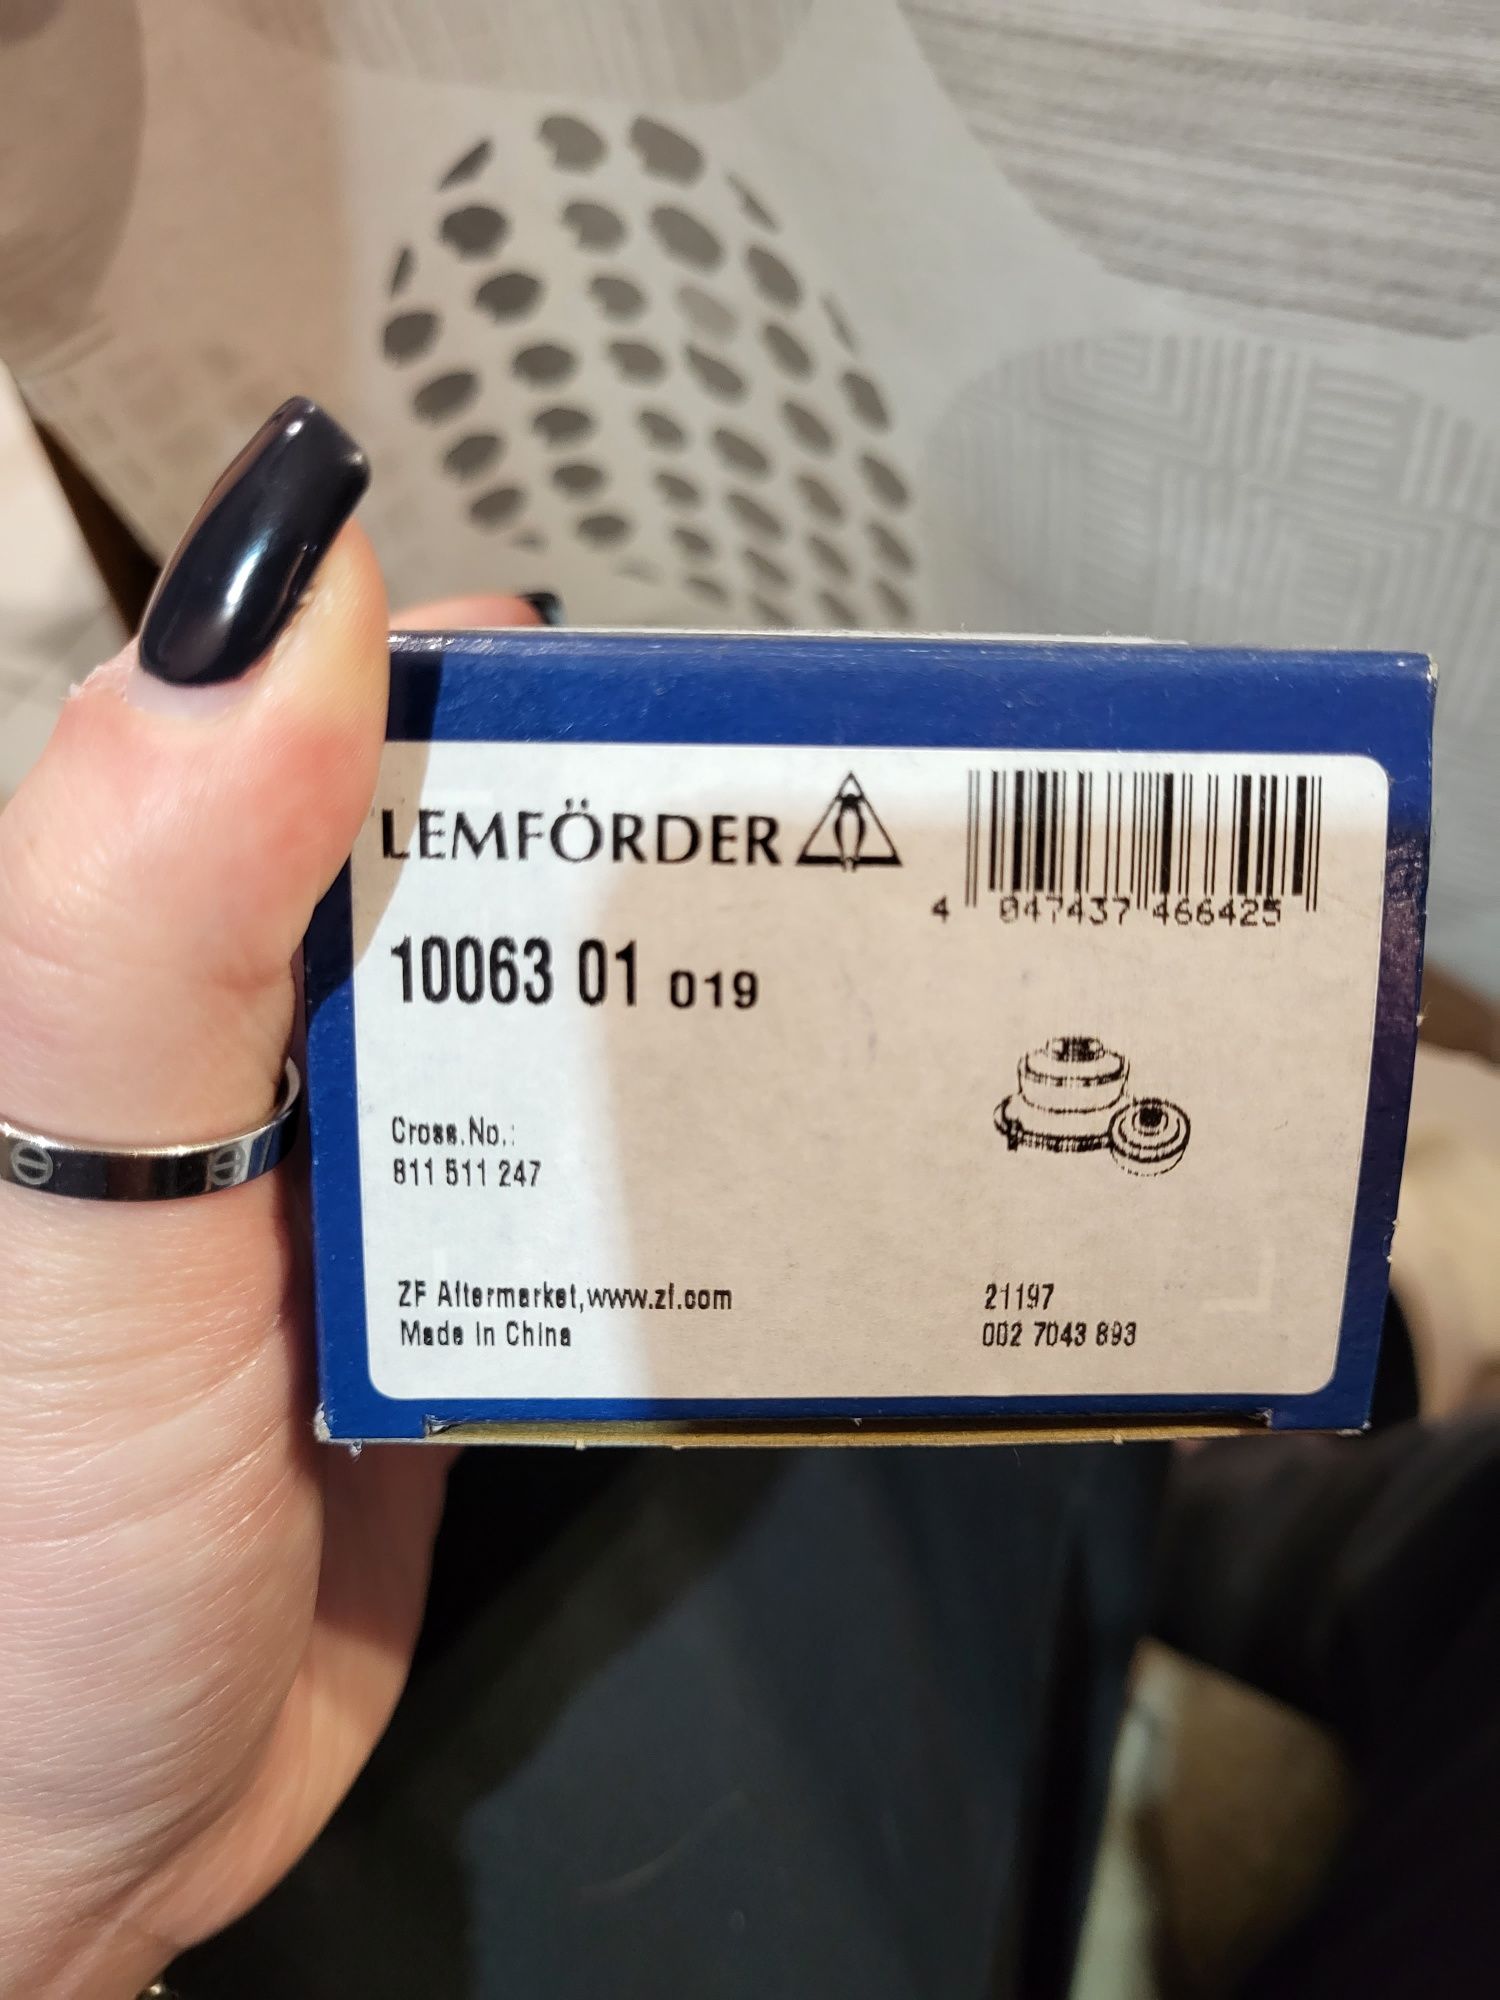 LEMFÖRDER
4 047437 466425
10063 01 019
Cross.No.:
811 511 247
ZF Aftermarket,www.zf.com
Made in China
21197
002 7043 893